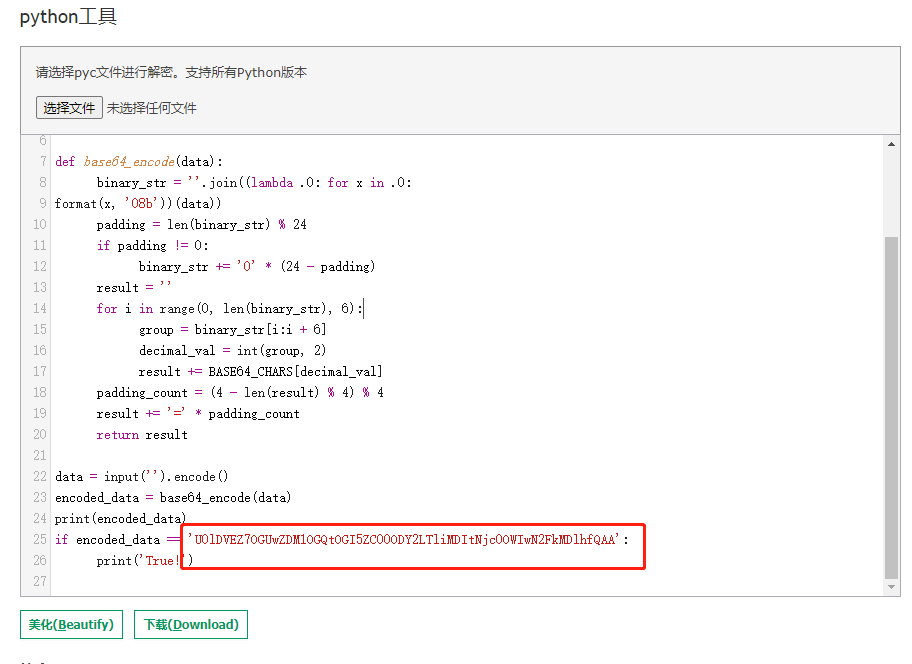 python工具
请选择pyc文件进行解密。支持所有Python版本
选择文件 未选择任何文件
6
7 def base64_encode(data):
8 binary_str = ''.join((lambda .0: for x in .0:
9 format(x, '08b'))(data))
10 padding = len(binary_str) % 24
11 if padding != 0:
12 binary_str += '0' * (24 - padding)
13 result = ''
14 for i in range(0, len(binary_str), 6):
15 group = binary_str[i:i + 6]
16 decimal_val = int(group, 2)
17 result += BASE64_CHARS[decimal_val]
18 padding_count = (4 - len(result) % 4) % 4
19 result += '=' * padding_count
20 return result
21
22 data = input('').encode()
23 encoded_data = base64_encode(data)
24 print(encoded_data)
25 if encoded_data == 'U0lDVEZ7OGUwZDM1OGQtOGI5ZC00ODY2LTliMDItNjc0OWIwN2FkMDlhfQAA':
26 print('True!')
27
美化(Beautify) 下载(Download)